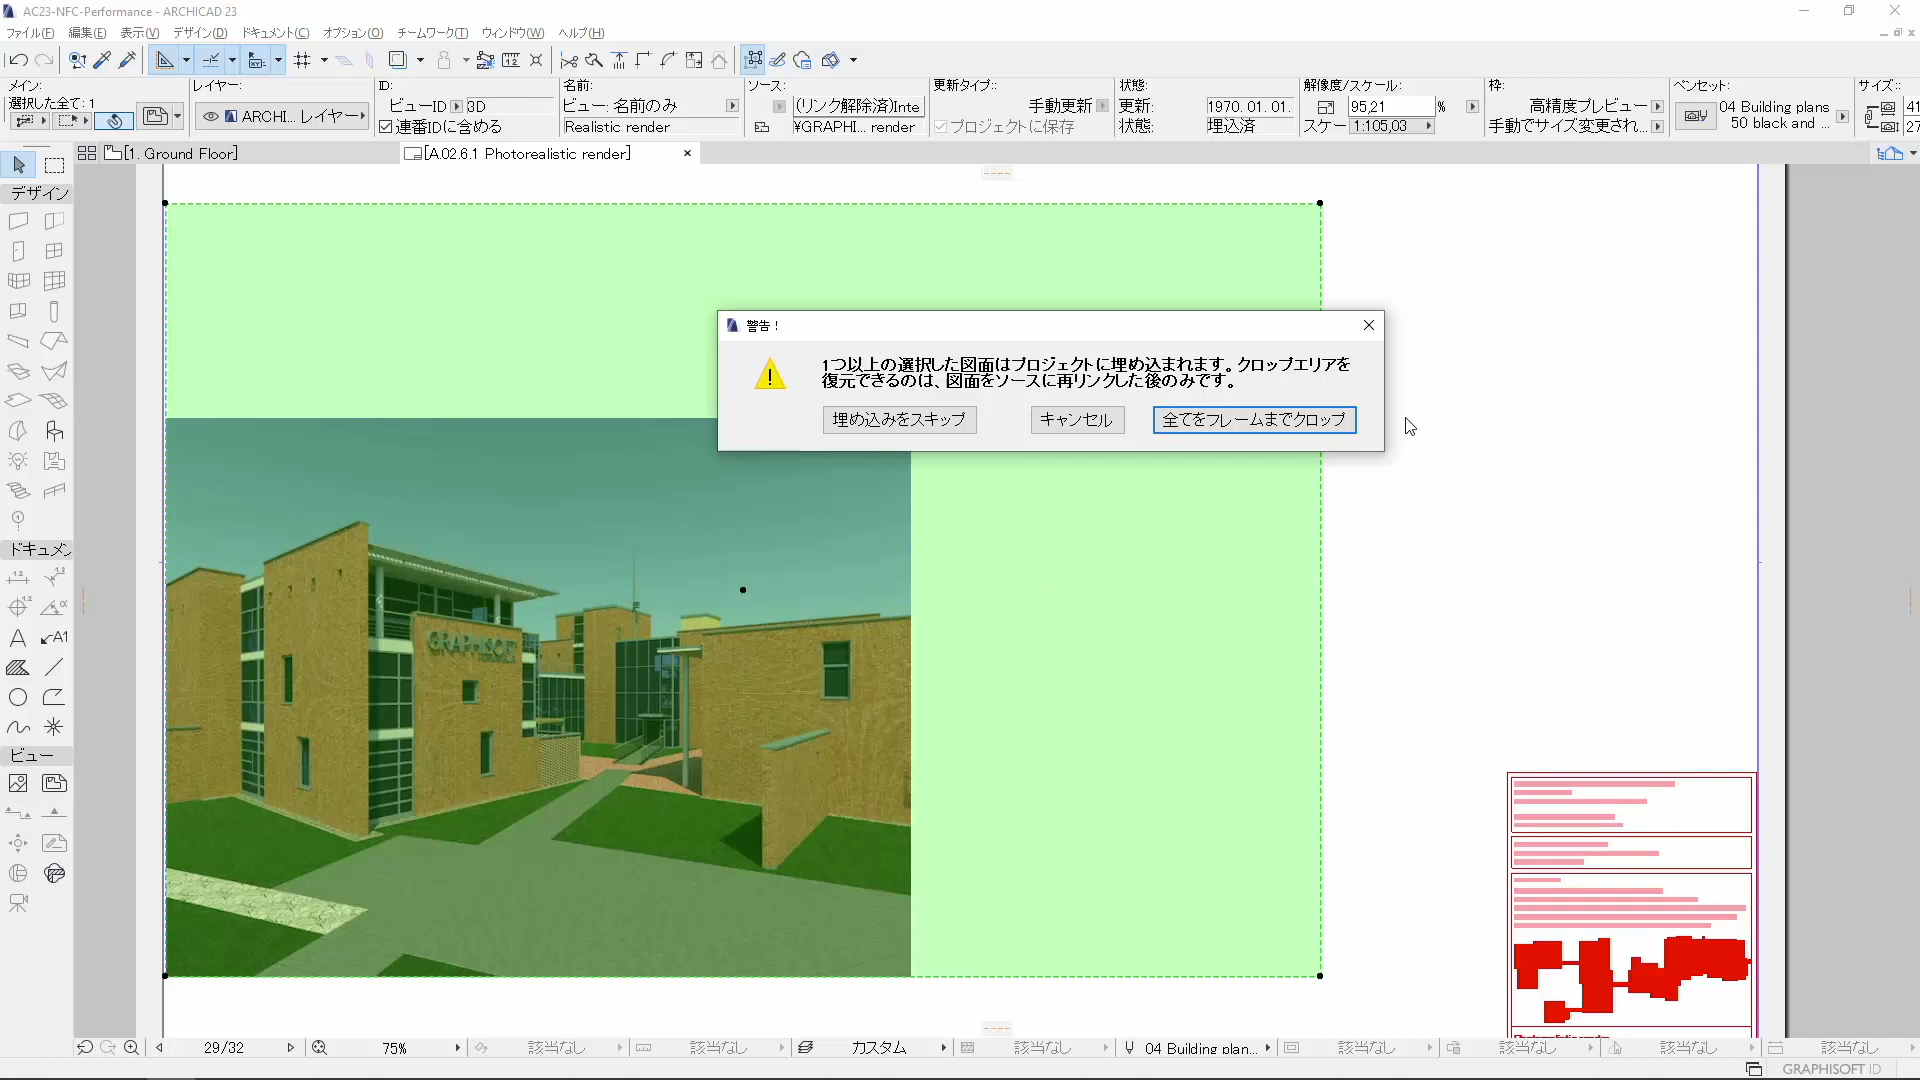 AC23-NFC-Performance - ARCHICAD 23
ファイル(F) 編集(E) 表示(V) デザイン(D) ドキュメント(C) オプション(O) チームワーク(T) ウィンドウ(W) ヘルプ(H)
メイン: レイヤー: ID: 名前: ソース: 更新タイプ:: 状態: 解像度/スケール: 枠: ペンセット: サイズ::
選択した全て: 1
ARCHI... レイヤー
ビューID 3D
連番IDに含める
ビュー: 名前のみ
Realistic render
(リンク解除済)Inte
¥GRAPHI... render
手動更新
プロジェクトに保存
更新: 1970. 01. 01.
状態: 埋込済
95,21 %
スケー 1:105,03
高精度プレビュー
手動でサイズ変更され...
04 Building plans
50 black and ...
41
27
[1. Ground Floor]
[A.02.6.1 Photorealistic render]
デザイン
警告！
1つ以上の選択した図面はプロジェクトに埋め込まれます。クロップエリアを
復元できるのは、図面をソースに再リンクした後のみです。
埋め込みをスキップ キャンセル 全てをフレームまでクロップ
ドキュメン
1.2
1.2
1.2
A A1
GRAPHISOFT
ビュー
29/32 75% 該当なし 該当なし カスタム 該当なし 04 Building plan... 該当なし 該当なし 該当なし 該当なし
GRAPHISOFT ID